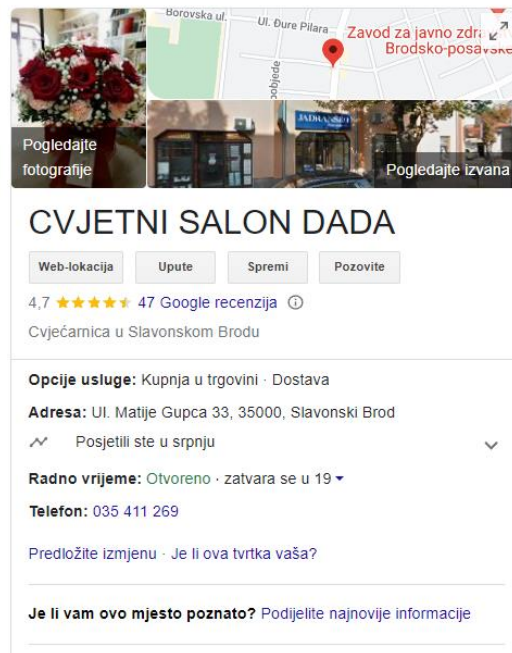 Borovska ul.
Ul. Đure Pilara
Zavod za javno zdra
Brodsko-posavske
pobjede
JADRANSKO
Pogledajte
fotografije
Pogledajte izvana
CVJETNI SALON DADA
Web-lokacija
Upute
Spremi
Pozovite
4,7 47 Google recenzija
Cvjećarnica u Slavonskom Brodu
Opcije usluge: Kupnja u trgovini · Dostava
Adresa: Ul. Matije Gupca 33, 35000, Slavonski Brod
Posjetili ste u srpnju
Radno vrijeme: Otvoreno · zatvara se u 19
Telefon: 035 411 269
Predložite izmjenu · Je li ova tvrtka vaša?
Je li vam ovo mjesto poznato? Podijelite najnovije informacije